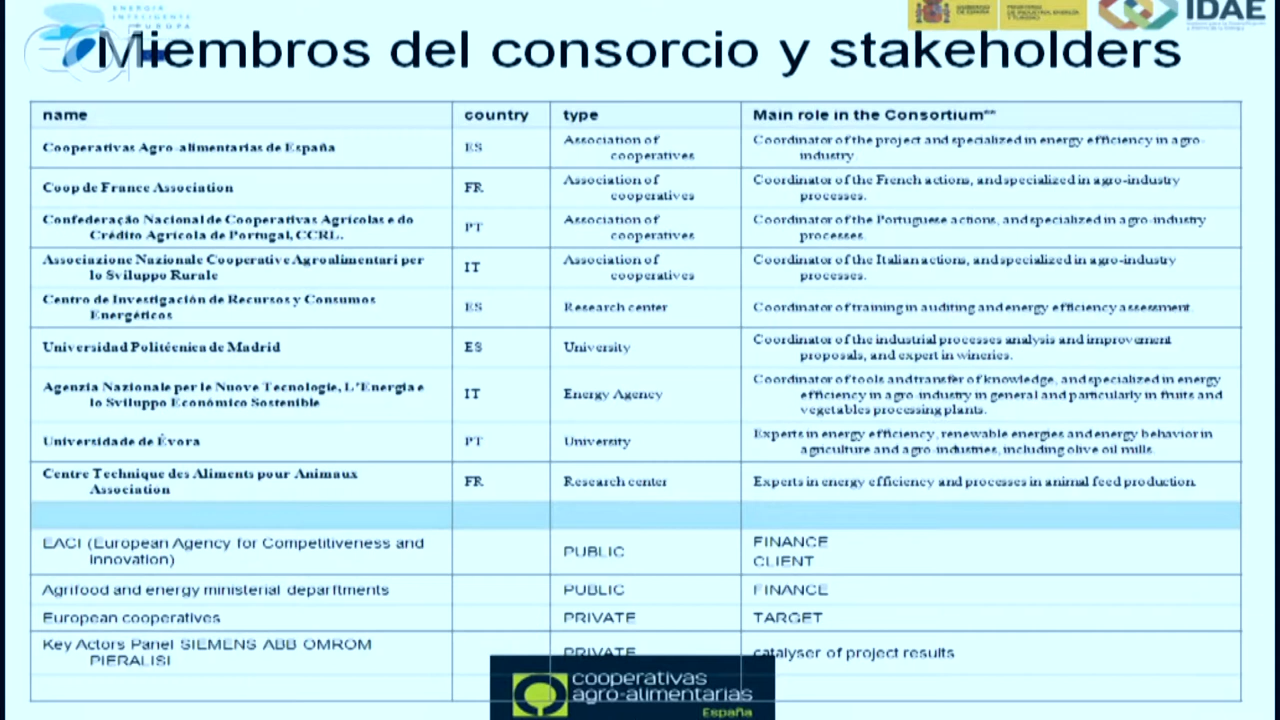 ENERGÍA
INTELIGENTE
EUROPA
GOBIERNO
DE ESPAÑA
MINISTERIO
DE INDUSTRIA, ENERGÍA
Y TURISMO
IDAE
Miembros del consorcio y stakeholders
name country type Main role in the Consortium**
Cooperativas Agro-alimentarias de España ES Association of cooperatives Coordinator of the project and specialized in energy efficiency in agro-industry.
Coop de France Association FR Association of cooperatives Coordinator of the French actions, and specialized in agro-industry processes.
Confederação Nacional de Cooperativas Agrícolas e do Crédito Agrícola de Portugal, CCRL. PT Association of cooperatives Coordinator of the Portuguese actions, and specialized in agro-industry processes.
Associazione Nazionale Cooperative Agroalimentari per lo Sviluppo Rurale IT Association of cooperatives Coordinator of the Italian actions, and specialized in agro-industry processes.
Centro de Investigación de Recursos y Consumos Energéticos ES Research center Coordinator of training in auditing and energy efficiency assessment.
Universidad Politécnica de Madrid ES University Coordinator of the industrial processes analysis and improvement proposals, and expert in wineries.
Agenzia Nazionale per le Nuove Tecnologie, L'Energia e lo Sviluppo Económico Sostenible IT Energy Agency Coordinator of tools and transfer of knowledge, and specialized in energy efficiency in agro-industry in general and particularly in fruits and vegetables processing plants.
Universidade de Évora PT University Experts in energy efficiency, renewable energies and energy behavior in agriculture and agro-industries, including olive oil mills.
Centre Technique des Aliments pour Animaux Association FR Research center Experts in energy efficiency and processes in animal feed production.
EACI (European Agency for Competitiveness and Innovation) PUBLIC FINANCE CLIENT
Agrifood and energy ministerial departments PUBLIC FINANCE
European cooperatives PRIVATE TARGET
Key Actors Panel SIEMENS ABB OMROM PIERALISI PRIVATE catalyser of project results
cooperativas
agro-alimentarias
España